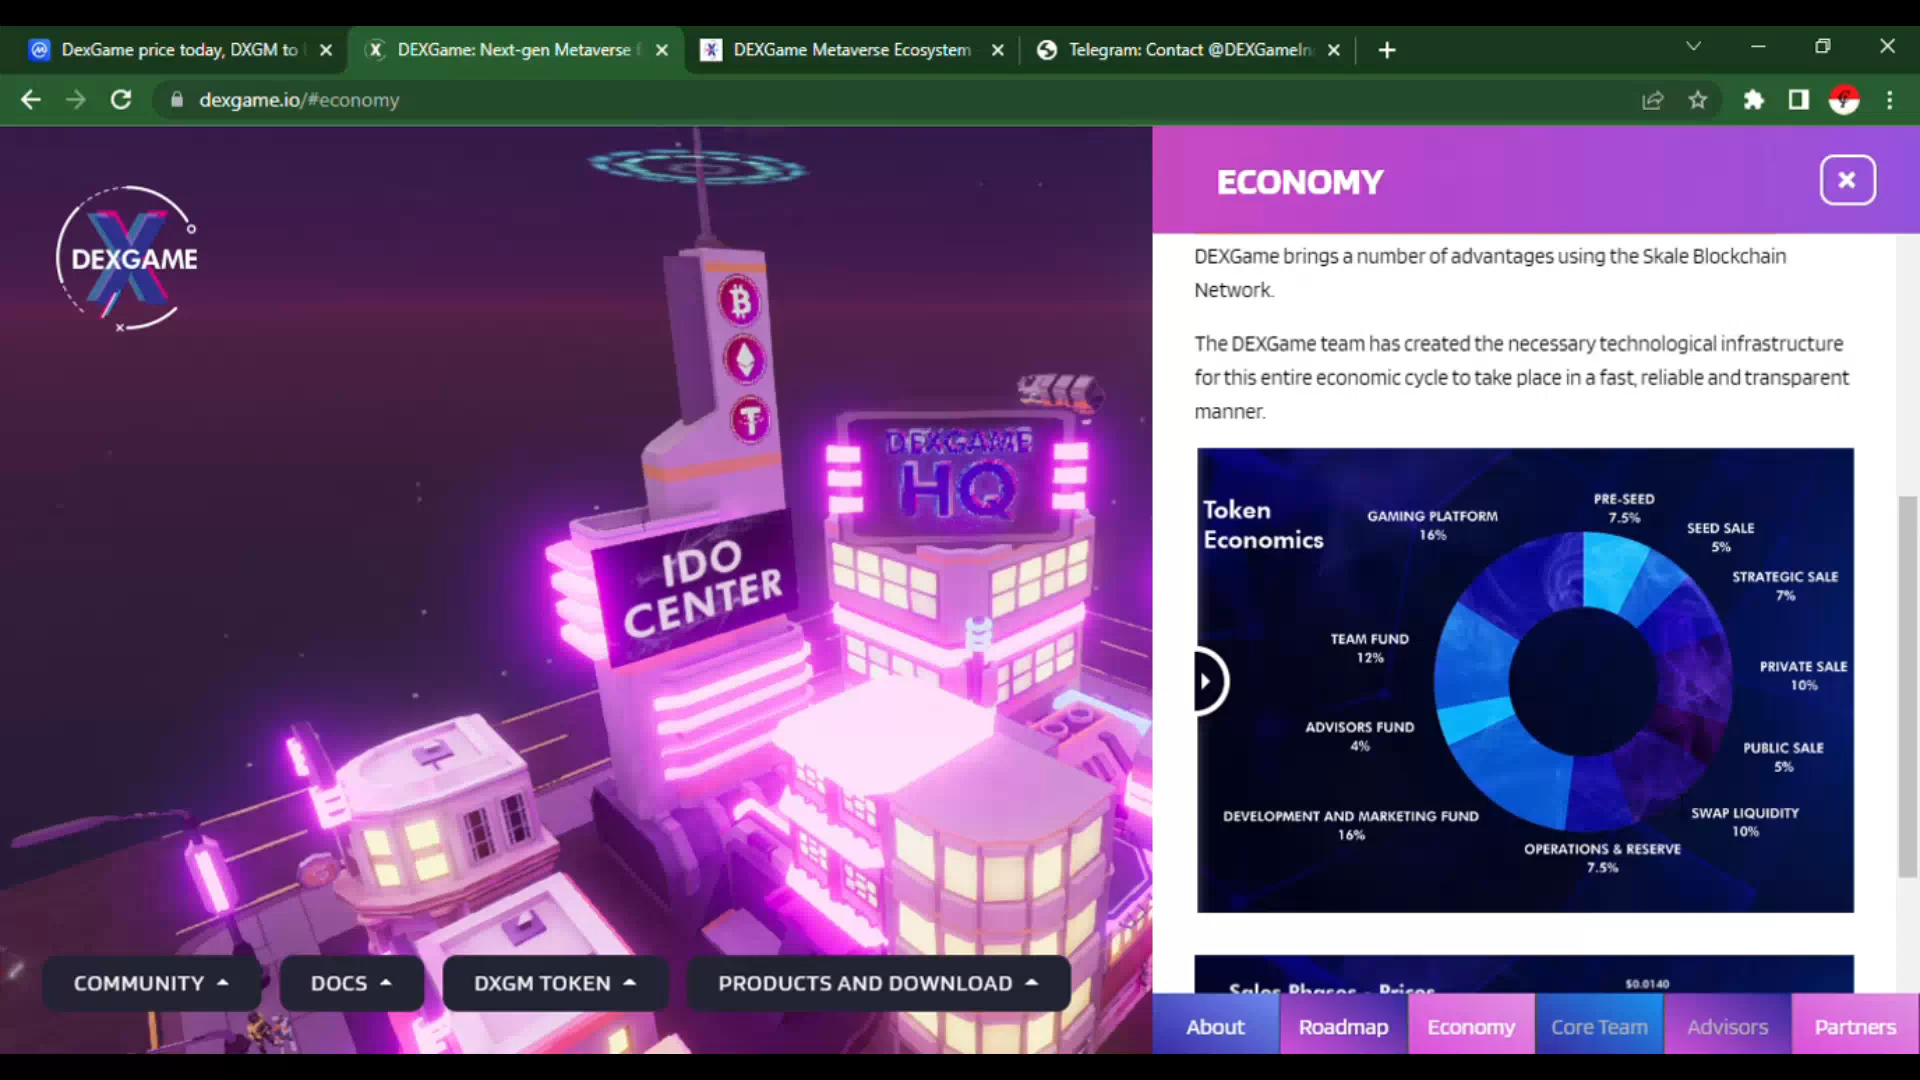 DexGame price today, DXGM to
DEXGame: Next-gen Metaverse
DEXGame Metaverse Ecosystem
Telegram: Contact @DEXGameIn
dexgame.io/#economy
DEXGAME
DEXGAME
HQ
IDO
CENTER
COMMUNITY
DOCS
DXGM TOKEN
PRODUCTS AND DOWNLOAD
ECONOMY
DEXGame brings a number of advantages using the Skale Blockchain
Network.
The DEXGame team has created the necessary technological infrastructure
for this entire economic cycle to take place in a fast, reliable and transparent
manner.
Token
Economics
PRE-SEED
7.5%
SEED SALE
5%
STRATEGIC SALE
7%
PRIVATE SALE
10%
PUBLIC SALE
5%
SWAP LIQUIDITY
10%
OPERATIONS & RESERVE
7.5%
DEVELOPMENT AND MARKETING FUND
16%
ADVISORS FUND
4%
TEAM FUND
12%
GAMING PLATFORM
16%
Sales Phases - Prices
$0.0140
About
Roadmap
Economy
Core Team
Advisors
Partners